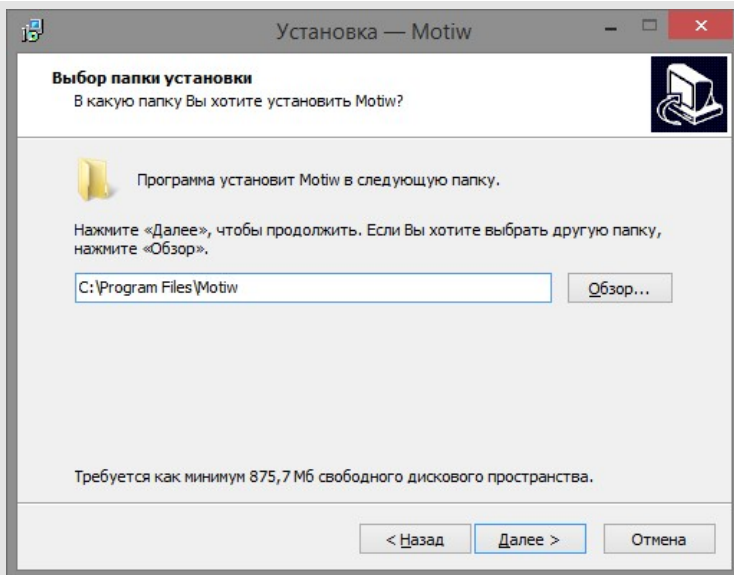 Установка — Motiw
Выбор папки установки
В какую папку Вы хотите установить Motiw?
Программа установит Motiw в следующую папку.
Нажмите «Далее», чтобы продолжить. Если Вы хотите выбрать другую папку,
нажмите «Обзор».
C:\Program Files\Motiw
Обзор...
Требуется как минимум 875,7 Мб свободного дискового пространства.
< Назад
Далее >
Отмена